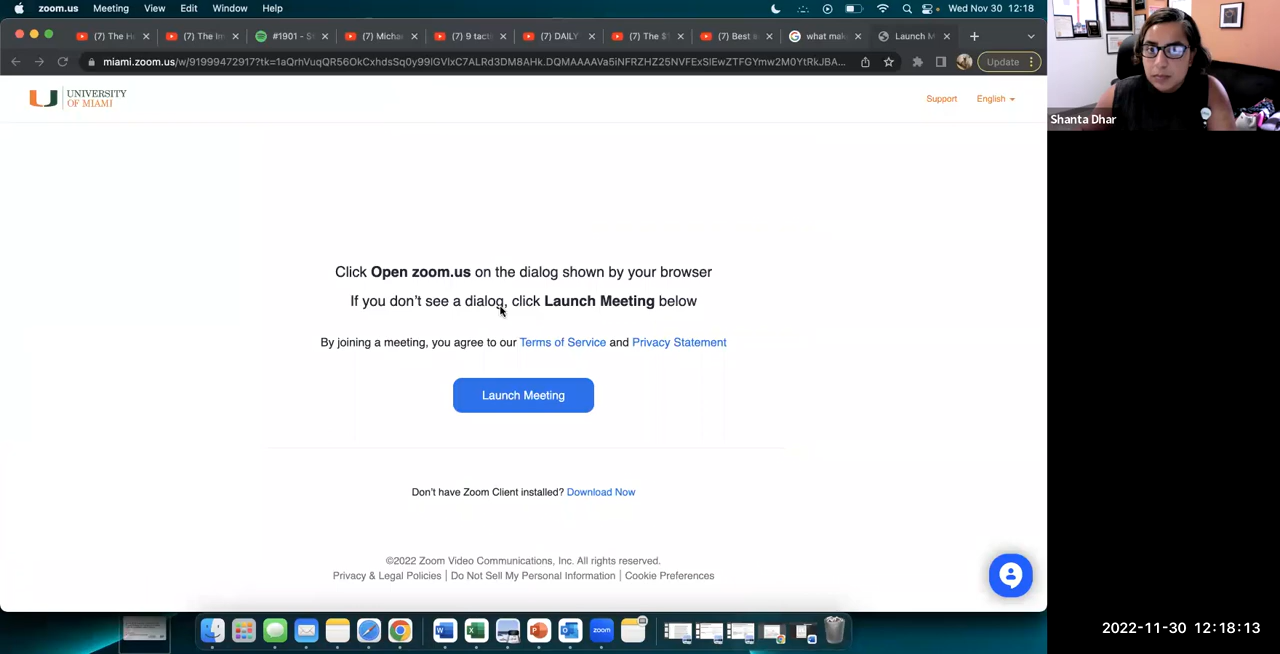 zoom.us Meeting View Edit Window Help Wed Nov 30 12:18
(7) The H (7) The Im #1901 - S (7) Micha (7) 9 tact (7) DAILY (7) The $1 (7) Best what mak Launch M
Update
UNIVERSITY
OF MIAMI
Support English
Shanta Dhar
Click Open zoom.us on the dialog shown by your browser
If you don't see a dialog, click Launch Meeting below
By joining a meeting, you agree to our Terms of Service and Privacy Statement
Launch Meeting
Don't have Zoom Client installed? Download Now
©2022 Zoom Video Communications, Inc. All rights reserved.
Privacy & Legal Policies | Do Not Sell My Personal Information | Cookie Preferences
zoom
2022-11-30 12:18:13